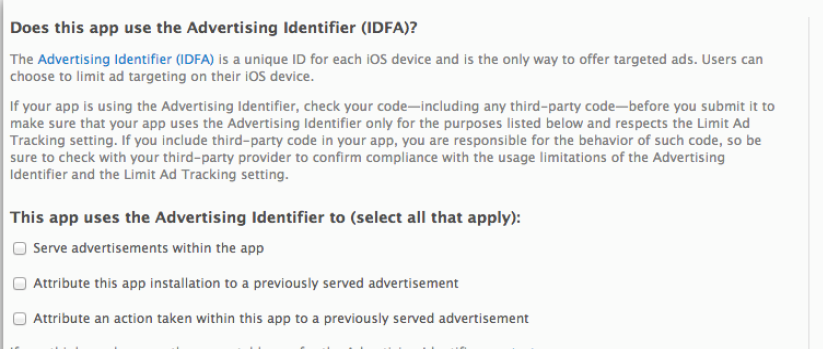 Does this app use the Advertising Identifier (IDFA)?
The Advertising Identifier (IDFA) is a unique ID for each iOS device and is the only way to offer targeted ads. Users can
choose to limit ad targeting on their iOS device.
If your app is using the Advertising Identifier, check your code—including any third-party code—before you submit it to
make sure that your app uses the Advertising Identifier only for the purposes listed below and respects the Limit Ad
Tracking setting. If you include third-party code in your app, you are responsible for the behavior of such code, so be
sure to check with your third-party provider to confirm compliance with the usage limitations of the Advertising
Identifier and the Limit Ad Tracking setting.
This app uses the Advertising Identifier to (select all that apply):
Serve advertisements within the app
Attribute this app installation to a previously served advertisement
Attribute an action taken within this app to a previously served advertisement